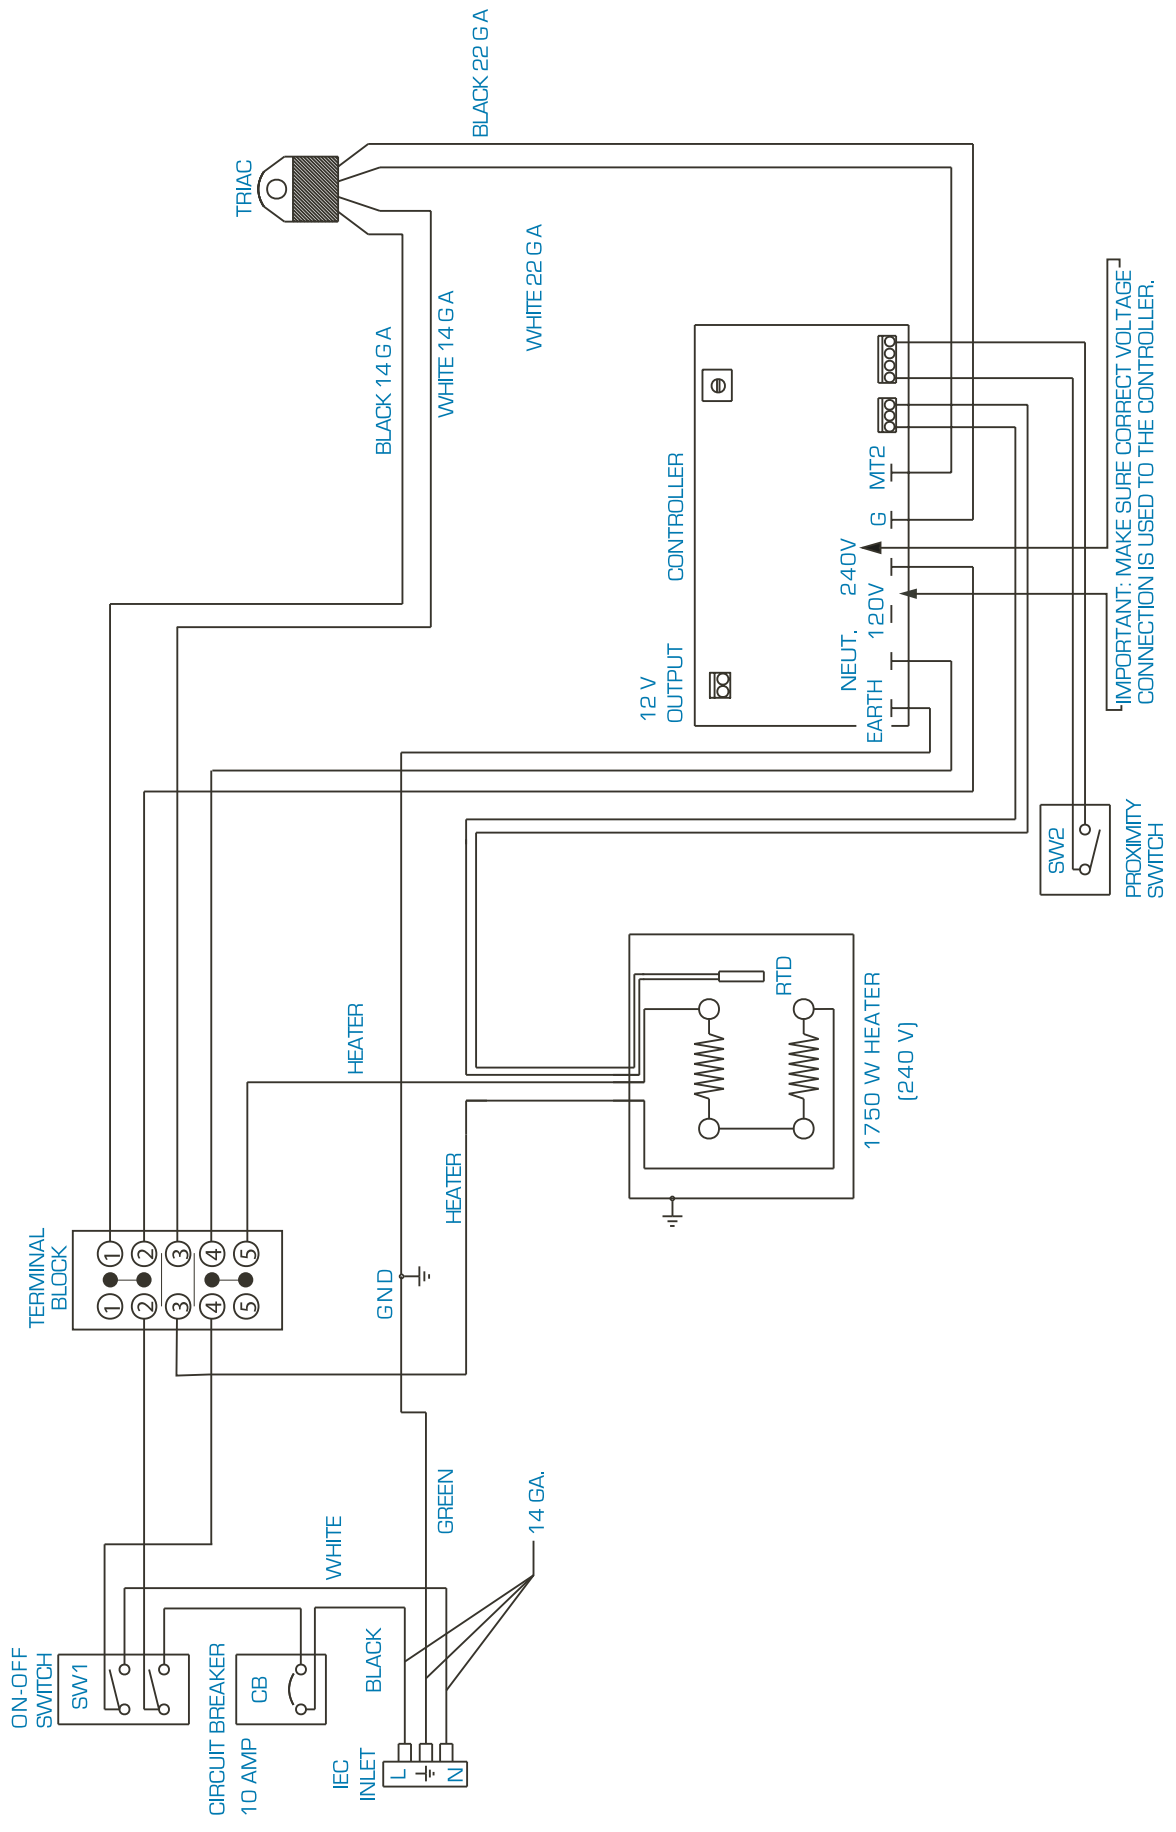 ON-OFF
SWITCH
SW1
CIRCUIT BREAKER
10 AMP
CB
IEC
INLET
L
N
BLACK
WHITE
GREEN
14 GA.
TERMINAL
BLOCK
1
2
3
4
5
1
2
3
4
5
GND
HEATER
HEATER
1750 W HEATER
(240 V)
RTD
TRIAC
BLACK 14 GA
WHITE 14 GA
BLACK 22 GA
WHITE 22 GA
12 V
OUTPUT
CONTROLLER
EARTH
NEUT.
120V
240V
G
MT2
SW2
PROXIMITY
SWITCH
IMPORTANT: MAKE SURE CORRECT VOLTAGE
CONNECTION IS USED TO THE CONTROLLER.